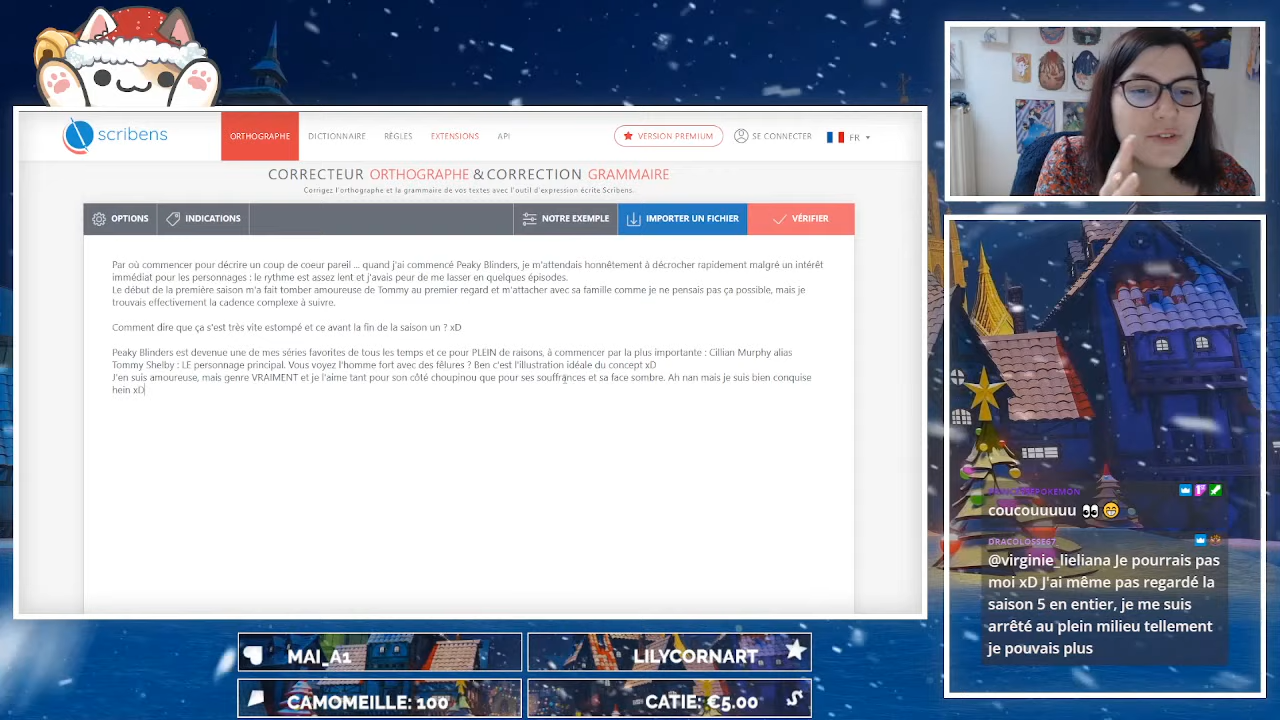 scribens
ORTHOGRAPHE
DICTIONNAIRE
RÈGLES
EXTENSIONS
API
VERSION PREMIUM
SE CONNECTER
FR
CORRECTEUR ORTHOGRAPHE & CORRECTION GRAMMAIRE
Corrigez l'orthographe et la grammaire de vos textes avec l'outil d'expression écrite Scribens.
OPTIONS
INDICATIONS
NOTRE EXEMPLE
IMPORTER UN FICHIER
VÉRIFIER
Par où commencer pour décrire un coup de coeur pareil ... quand j'ai commencé Peaky Blinders, je m'attendais honnêtement à décrocher rapidement malgré un intérêt
immédiat pour les personnages : le rythme est assez lent et j'avais peur de me lasser en quelques épisodes.
Le début de la première saison m'a fait tomber amoureuse de Tommy au premier regard et m'attacher avec sa famille comme je ne pensais pas ça possible, mais je
trouvais effectivement la cadence complexe à suivre.
Comment dire que ça s'est très vite estompé et ce avant la fin de la saison un ? xD
Peaky Blinders est devenue une de mes séries favorites de tous les temps et ce pour PLEIN de raisons, à commencer par la plus importante : Cillian Murphy alias
Tommy Shelby : LE personnage principal. Vous voyez l'homme fort avec des fêlures ? Ben c'est l'illustration idéale du concept xD
J'en suis amoureuse, mais genre VRAIMENT et je l'aime tant pour son côté choupinou que pour ses souffrances et sa face sombre. Ah nan mais je suis bien conquise
hein xD
coucouuuuu 👀 😁
DRACOLOSSE67
@virginie_lieliana Je pourrais pas
moi xD J'ai même pas regardé la
saison 5 en entier, je me suis
arrêté au plein milieu tellement
je pouvais plus
MAI_A1
LILYCORNART
CAMOMEILLE: 100
CATIE: €5.00